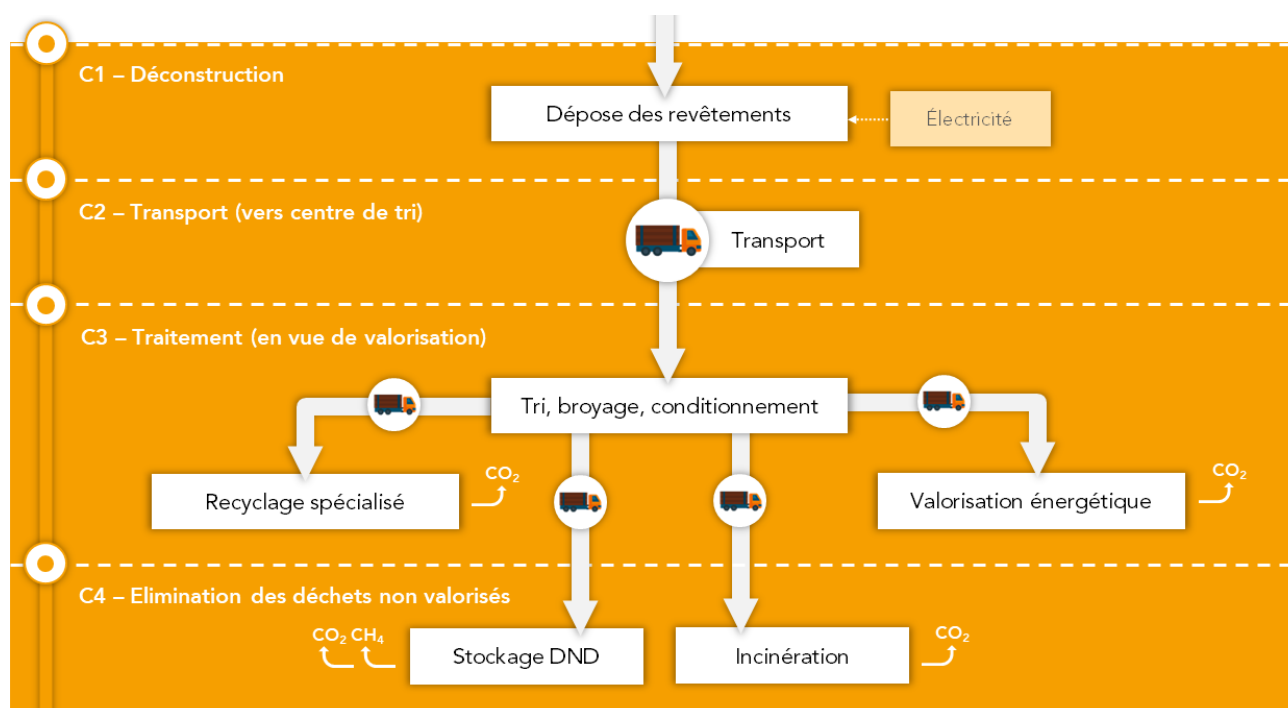 C1 – Déconstruction
Dépose des revêtements
Électricité
C2 – Transport (vers centre de tri)
Transport
C3 – Traitement (en vue de valorisation)
Tri, broyage, conditionnement
Recyclage spécialisé
CO₂
Valorisation énergétique
CO₂
C4 – Elimination des déchets non valorisés
CO₂ CH₄
Stockage DND
Incinération
CO₂